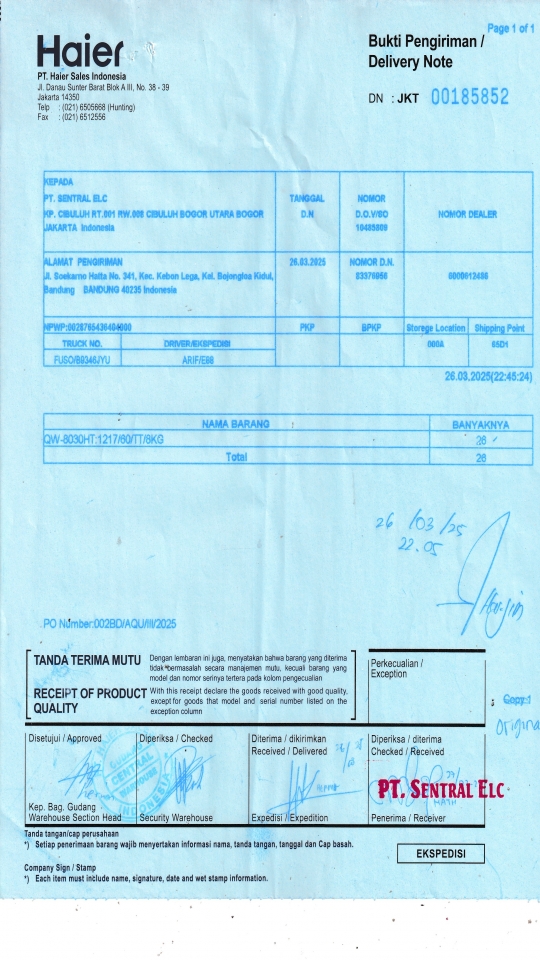 Page 1 of 1
Haier
PT. Haier Sales Indonesia
Jl. Danau Sunter Barat Blok A III, No. 38 - 39
Jakarta 14350
Telp : (021) 6505668 (Hunting)
Fax : (021) 6512556
Bukti Pengiriman /
Delivery Note
DN : JKT 00185852
KEPADA
PT. SENTRAL ELC
KP. CIBULUH RT.001 RW.008 CIBULUH BOGOR UTARA BOGOR
JAKARTA Indonesia
TANGGAL
D.N
NOMOR
D.O.V/SO
10485889
NOMOR DEALER
ALAMAT PENGIRIMAN
Jl. Soekarno Hatta No. 341, Kec. Kebon Lega, Kel. Bojongloa Kidul,
Bandung BANDUNG 40235 Indonesia
26.03.2025
NOMOR D.N.
83376956
0000612486
PKP
BPKP
Storege Location
Shipping Point
TRUCK NO.
DRIVER/EKSPEDISI
000A
65D1
FUSO/B9346JYU
ARIF/E88
26.03.2025(22:45:24)
NAMA BARANG
BANYAKNYA
QW-8030HT:1217/60/TT/6KG
26
Total
26
26/03/25
22.05
PO Number:002BD/AQU/III/2025
TANDA TERIMA MUTU
Dengan lembaran ini juga, menyatakan bahwa barang yang diterima
tidak bermasalah secara manajemen mutu, kecuali barang yang
model dan nomor serinya tertera pada kolom pengecualian
RECEIPT OF PRODUCT
QUALITY
With this receipt declare the goods received with good quality,
except for goods that model and serial number listed on the
exception column
Perkecualian /
Exception
: Copy 1
Original
Disetujui / Approved
Diperiksa / Checked
Diterima / dikirimkan
Received / Delivered
Diperiksa / diterima
Checked / Received
CENTRAL
WAREHOUSE
INDONESIA
PT. SENTRAL ELC
Kep. Bag. Gudang
Warehouse Section Head
Security Warehouse
Expedisi / Expedition
Penerima / Receiver
Tanda tangan/cap perusahaan
*) Setiap penerimaan barang wajib menyertakan informasi nama, tanda tangan, tanggal dan Cap basah.
EKSPEDISI
Company Sign / Stamp
*) Each item must include name, signature, date and wet stamp information.